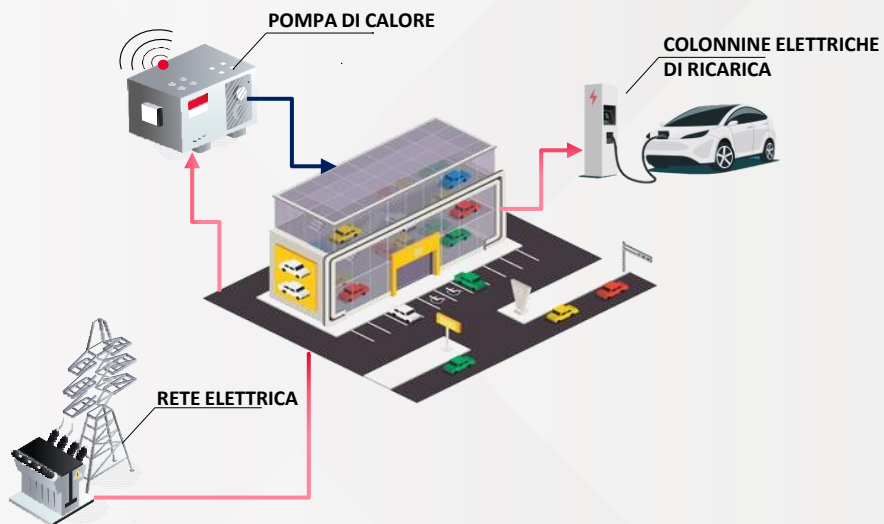 POMPA DI CALORE
COLONNINE ELETTRICHE
DI RICARICA
RETE ELETTRICA